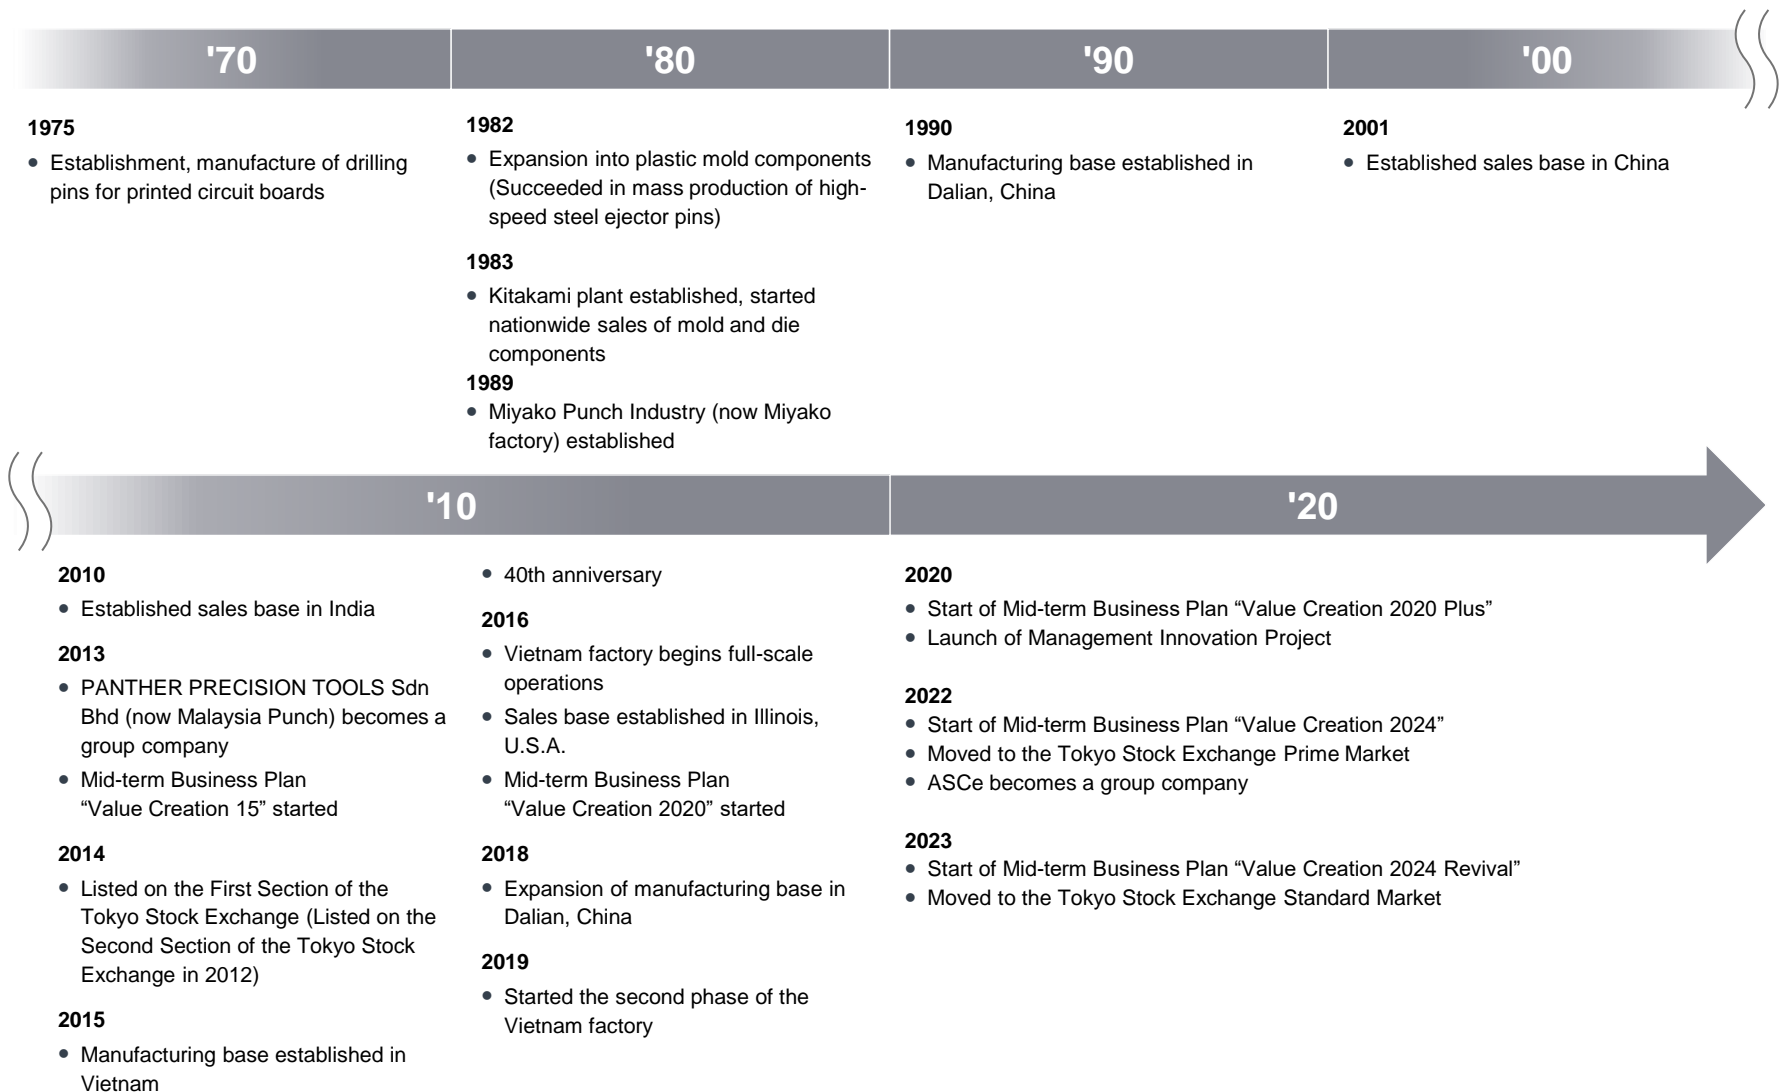 '70
'80
'90
'00
1975
• Establishment, manufacture of drilling
pins for printed circuit boards
1982
• Expansion into plastic mold components
(Succeeded in mass production of high-
speed steel ejector pins)
1983
• Kitakami plant established, started
nationwide sales of mold and die
components
1989
• Miyako Punch Industry (now Miyako
factory) established
1990
• Manufacturing base established in
Dalian, China
2001
• Established sales base in China
'10
'20
2010
• Established sales base in India
2013
• PANTHER PRECISION TOOLS Sdn
Bhd (now Malaysia Punch) becomes a
group company
• Mid-term Business Plan
“Value Creation 15” started
2014
• Listed on the First Section of the
Tokyo Stock Exchange (Listed on the
Second Section of the Tokyo Stock
Exchange in 2012)
2015
• Manufacturing base established in
Vietnam
• 40th anniversary
2016
• Vietnam factory begins full-scale
operations
• Sales base established in Illinois,
U.S.A.
• Mid-term Business Plan
“Value Creation 2020” started
2018
• Expansion of manufacturing base in
Dalian, China
2019
• Started the second phase of the
Vietnam factory
2020
• Start of Mid-term Business Plan “Value Creation 2020 Plus”
• Launch of Management Innovation Project
2022
• Start of Mid-term Business Plan “Value Creation 2024”
• Moved to the Tokyo Stock Exchange Prime Market
• ASCe becomes a group company
2023
• Start of Mid-term Business Plan “Value Creation 2024 Revival”
• Moved to the Tokyo Stock Exchange Standard Market